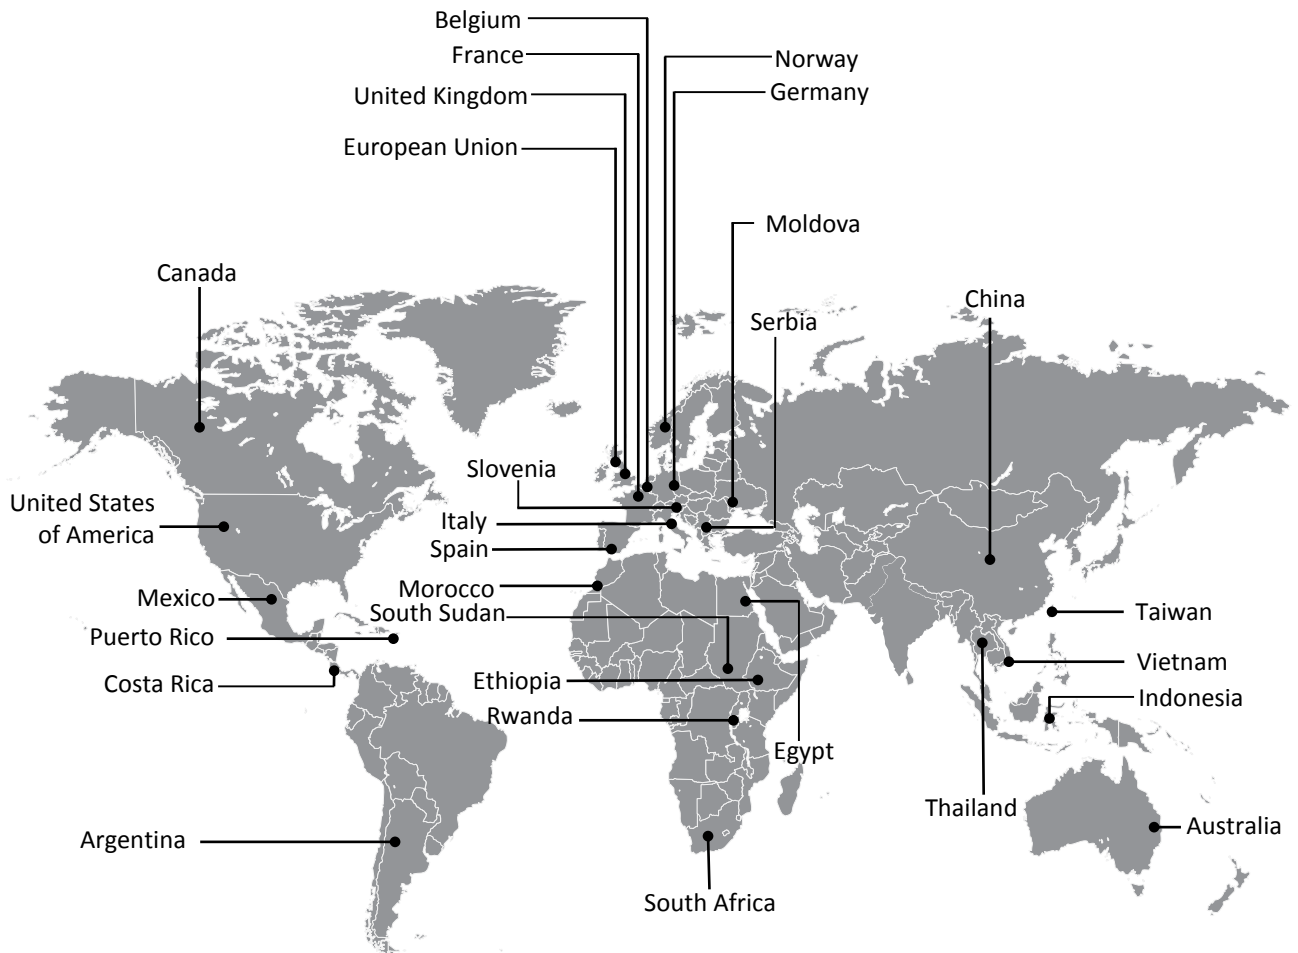 Belgium
France
Norway
United Kingdom
Germany
European Union
Moldova
Canada
China
Serbia
Slovenia
United States
of America
Italy
Spain
Morocco
Mexico
South Sudan
Taiwan
Puerto Rico
Vietnam
Costa Rica
Ethiopia
Indonesia
Rwanda
Egypt
Thailand
Argentina
Australia
South Africa